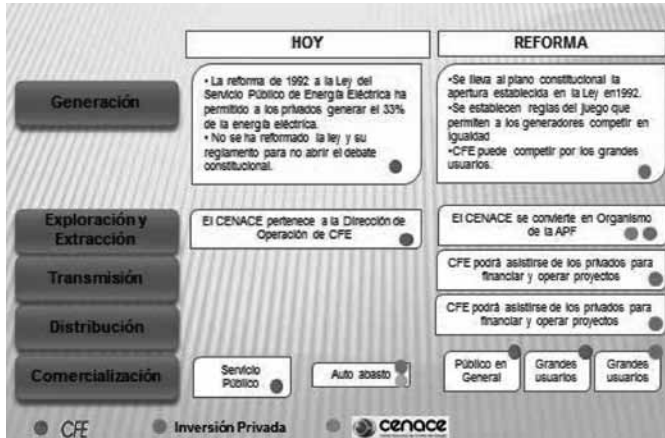 HOY
REFORMA
Generación
• La reforma de 1992 a la Ley del
Servicio Público de Energía Eléctrica ha
permitido a los privados generar el 33%
de la energía eléctrica.
• No se ha reformado la ley y su
reglamento para no abrir el debate
constitucional.
•Se lleva al plano constitucional la
apertura establecida en la Ley en1992.
•Se establecen reglas del juego que
permiten a los generadores competir en
igualdad
•CFE puede competir por los grandes
usuarios.
Exploración y
Extracción
El CENACE pertenece a la Dirección de
Operación de CFE
El CENACE se convierte en Organismo
de la APF
Transmisión
CFE podrá asistirse de los privados para
financiar y operar proyectos
Distribución
CFE podrá asistirse de los privados para
financiar y operar proyectos
Comercialización
Servicio
Público
Auto abasto
Público en
General
Grandes
usuarios
Grandes
usuarios
CFE
Inversión Privada
cenace